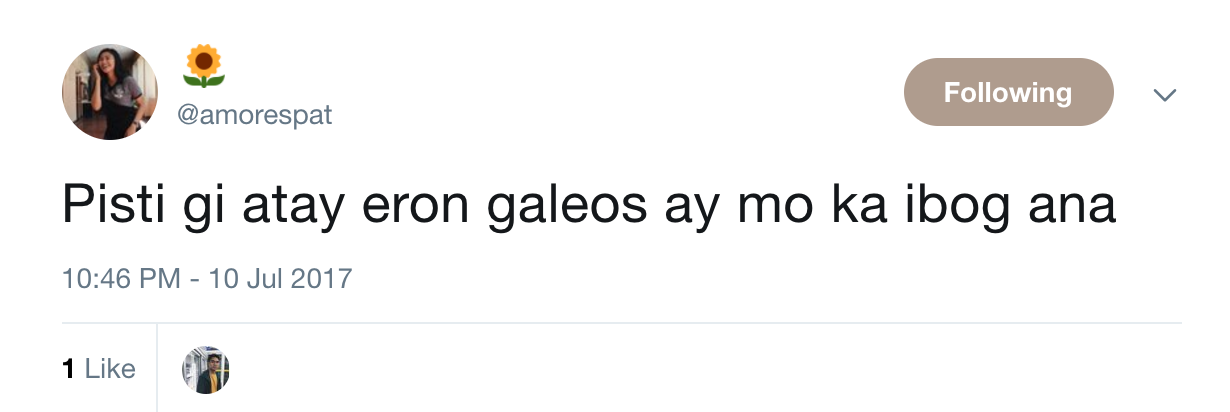 🌻
@amorespat
Following
Pisti gi atay eron galeos ay mo ka ibog ana
10:46 PM - 10 Jul 2017
1 Like